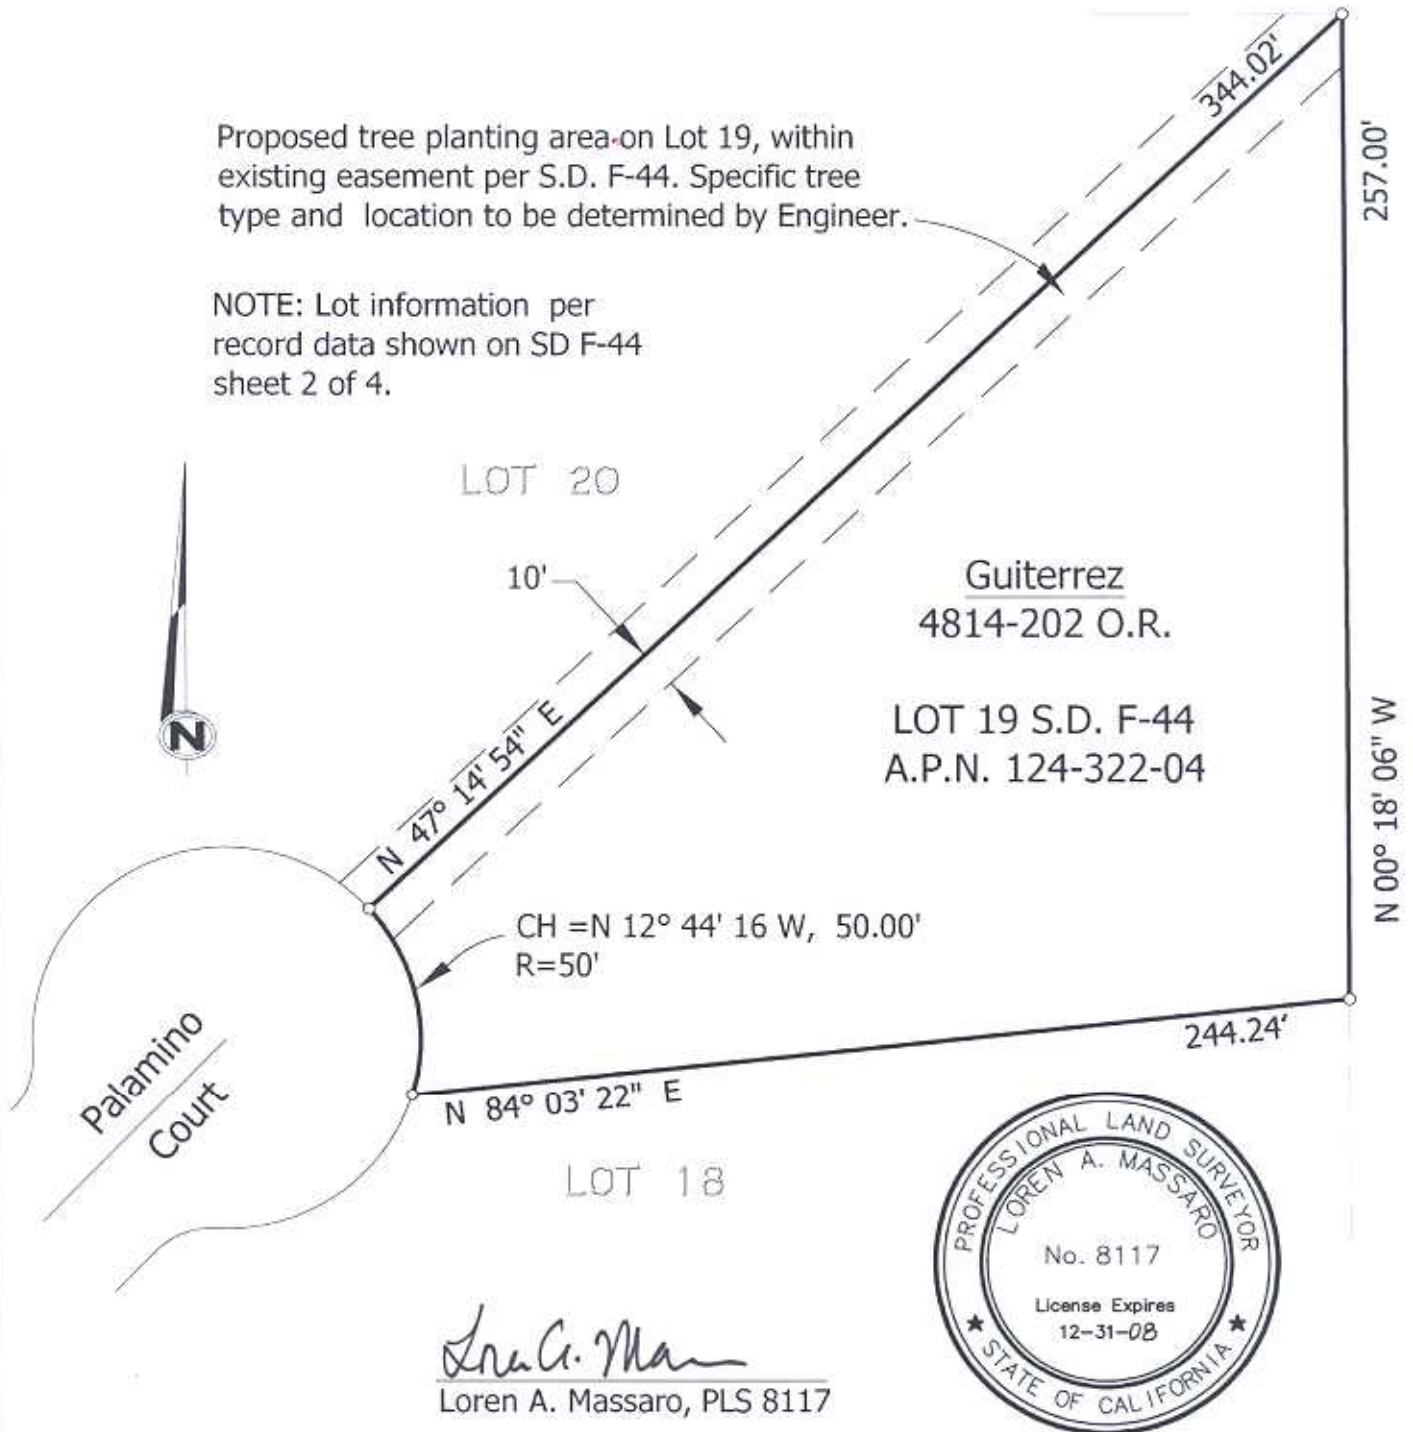 344.02'
Proposed tree planting area on Lot 19, within
existing easement per S.D. F-44. Specific tree
type and location to be determined by Engineer.
257.00'
NOTE: Lot information per
record data shown on SD F-44
sheet 2 of 4.
LOT 20
10'
Guiterrez
4814-202 O.R.
LOT 19 S.D. F-44
A.P.N. 124-322-04
N
N 47° 14' 54" E
N 00° 18' 06" W
CH =N 12° 44' 16 W, 50.00'
R=50'
Palamino
Court
244.24'
N 84° 03' 22" E
LOT 18
PROFESSIONAL LAND SURVEYOR
LOREN A. MASSARO
No. 8117
License Expires
12-31-08
STATE OF CALIFORNIA
Loren A. Massaro, PLS 8117